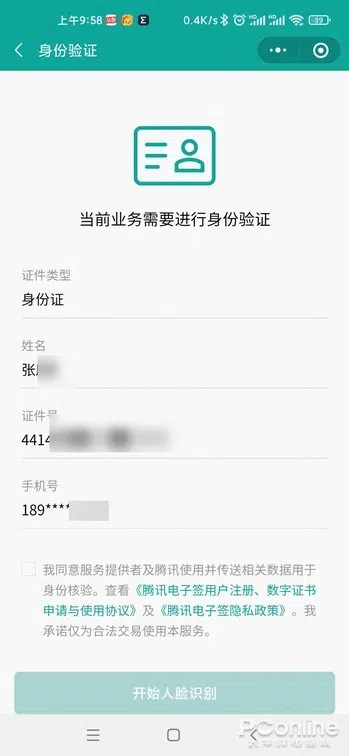 上午9:58
0.4K/s
89
身份验证
当前业务需要进行身份验证
证件类型
身份证
姓名
张
证件号
4414
手机号
189****
我同意服务提供者及腾讯使用并传送相关数据用于
身份核验。查看《腾讯电子签用户注册、数字证书
申请与使用协议》及《腾讯电子签隐私政策》。我
承诺仅为合法交易使用本服务。
开始人脸识别
PConline
太平洋电脑网